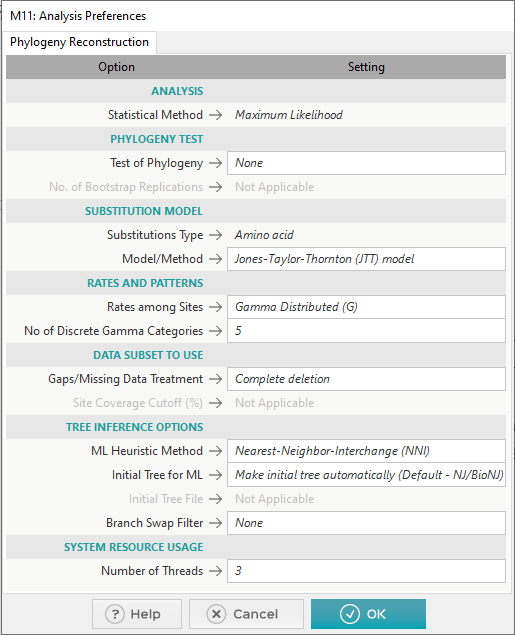 M11: Analysis Preferences
Phylogeny Reconstruction
Option Setting
ANALYSIS
Statistical Method → Maximum Likelihood
PHYLOGENY TEST
Test of Phylogeny → None
No. of Bootstrap Replications → Not Applicable
SUBSTITUTION MODEL
Substitutions Type → Amino acid
Model/Method → Jones-Taylor-Thornton (JTT) model
RATES AND PATTERNS
Rates among Sites → Gamma Distributed (G)
No of Discrete Gamma Categories → 5
DATA SUBSET TO USE
Gaps/Missing Data Treatment → Complete deletion
Site Coverage Cutoff (%) → Not Applicable
TREE INFERENCE OPTIONS
ML Heuristic Method → Nearest-Neighbor-Interchange (NNI)
Initial Tree for ML → Make initial tree automatically (Default - NJ/BioNJ)
Initial Tree File → Not Applicable
Branch Swap Filter → None
SYSTEM RESOURCE USAGE
Number of Threads → 3
? Help Cancel OK